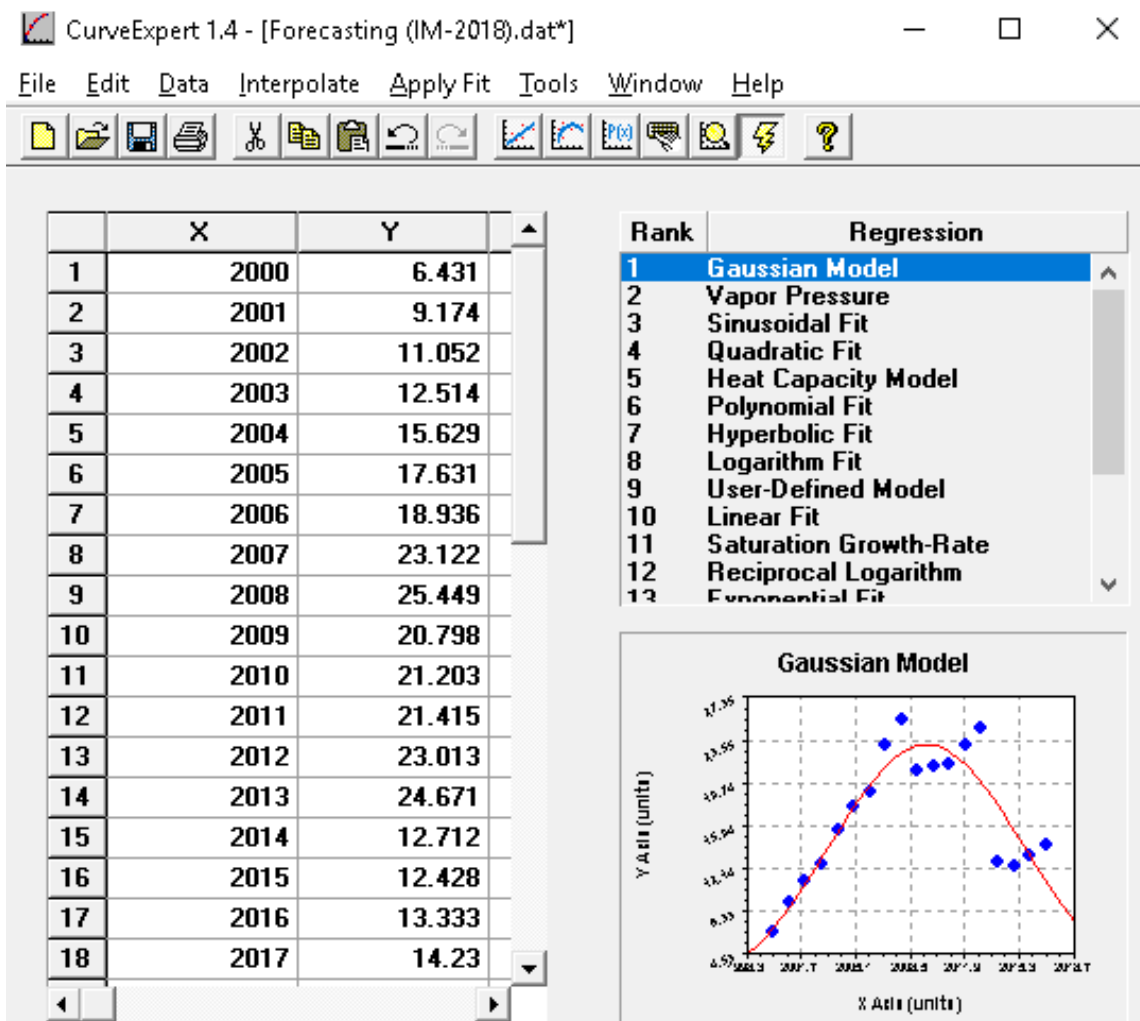 CurveExpert 1.4 - [Forecasting (IM-2018).dat*]
File Edit Data Interpolate Apply Fit Tools Window Help
P(x) ?
X Y
1 2000 6.431
2 2001 9.174
3 2002 11.052
4 2003 12.514
5 2004 15.629
6 2005 17.631
7 2006 18.936
8 2007 23.122
9 2008 25.449
10 2009 20.798
11 2010 21.203
12 2011 21.415
13 2012 23.013
14 2013 24.671
15 2014 12.712
16 2015 12.428
17 2016 13.333
18 2017 14.23
Rank Regression
1 Gaussian Model
2 Vapor Pressure
3 Sinusoidal Fit
4 Quadratic Fit
5 Heat Capacity Model
6 Polynomial Fit
7 Hyperbolic Fit
8 Logarithm Fit
9 User-Defined Model
10 Linear Fit
11 Saturation Growth-Rate
12 Reciprocal Logarithm
13 Exponential Fit
Gaussian Model
Y Axis (units)
X Axis (units)